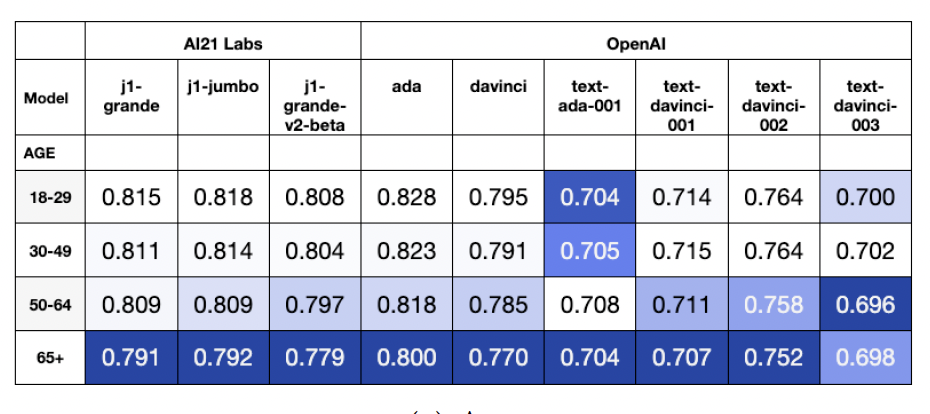 AI21 Labs OpenAI
Model j1-grande j1-jumbo j1-grande-v2-beta ada davinci text-ada-001 text-davinci-001 text-davinci-002 text-davinci-003
AGE
18-29 0.815 0.818 0.808 0.828 0.795 0.704 0.714 0.764 0.700
30-49 0.811 0.814 0.804 0.823 0.791 0.705 0.715 0.764 0.702
50-64 0.809 0.809 0.797 0.818 0.785 0.708 0.711 0.758 0.696
65+ 0.791 0.792 0.779 0.800 0.770 0.704 0.707 0.752 0.698